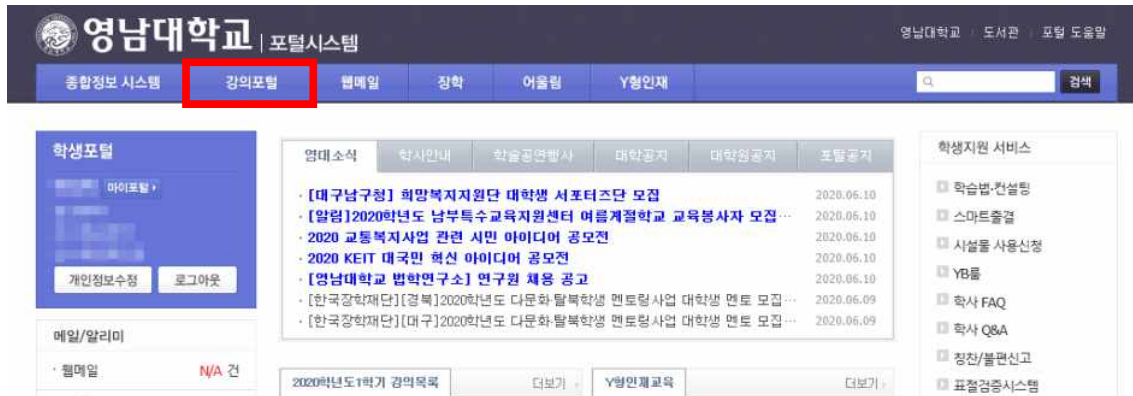 영남대학교 포털시스템
영남대학교 도서관 포털 도움말
종합정보 시스템 강의포털 웹메일 장학 어울림 Y형인재 검색
학생포털
마이포털
개인정보수정 로그아웃
메일/알리미
· 웹메일 N/A 건
영대소식 학사안내 학술공연행사 대학공지 대학원공지 포탈공지
· [대구남구청] 희망복지지원단 대학생 서포터즈단 모집 2020.06.10
· [알림]2020학년도 남부특수교육지원센터 여름계절학교 교육봉사자 모집··· 2020.06.10
· 2020 교통복지사업 관련 시민 아이디어 공모전 2020.06.10
· 2020 KEIT 대국민 혁신 아이디어 공모전 2020.06.10
· [영남대학교 법학연구소] 연구원 채용 공고 2020.06.10
· [한국장학재단][경북]2020학년도 다문화·탈북학생 멘토링사업 대학생 멘토 모집··· 2020.06.09
· [한국장학재단][대구]2020학년도 다문화·탈북학생 멘토링사업 대학생 멘토 모집··· 2020.06.09
2020학년도1학기 강의목록 더보기
Y형인재교육 더보기
학생지원 서비스
학습법·컨설팅
스마트출결
시설물 사용신청
YB룸
학사 FAQ
학사 Q&A
칭찬/불편신고
표절검증시스템